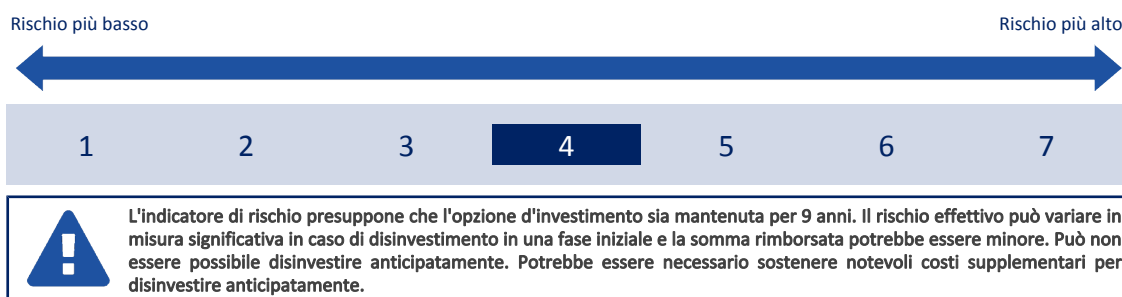 Rischio più basso
Rischio più alto
1 2 3 4 5 6 7
L'indicatore di rischio presuppone che l'opzione d'investimento sia mantenuta per 9 anni. Il rischio effettivo può variare in
misura significativa in caso di disinvestimento in una fase iniziale e la somma rimborsata potrebbe essere minore. Può non
essere possibile disinvestire anticipatamente. Potrebbe essere necessario sostenere notevoli costi supplementari per
disinvestire anticipatamente.